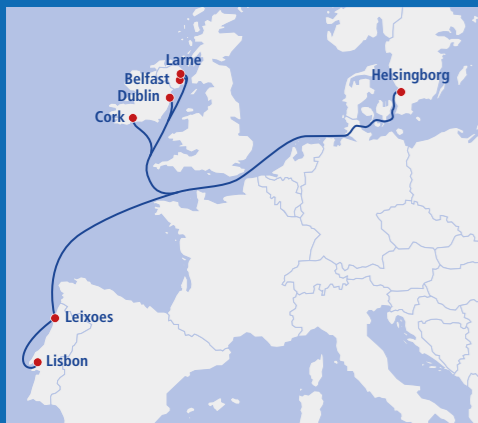 Larne
Helsingborg
Belfast
Dublin
Cork
Leixoes
Lisbon